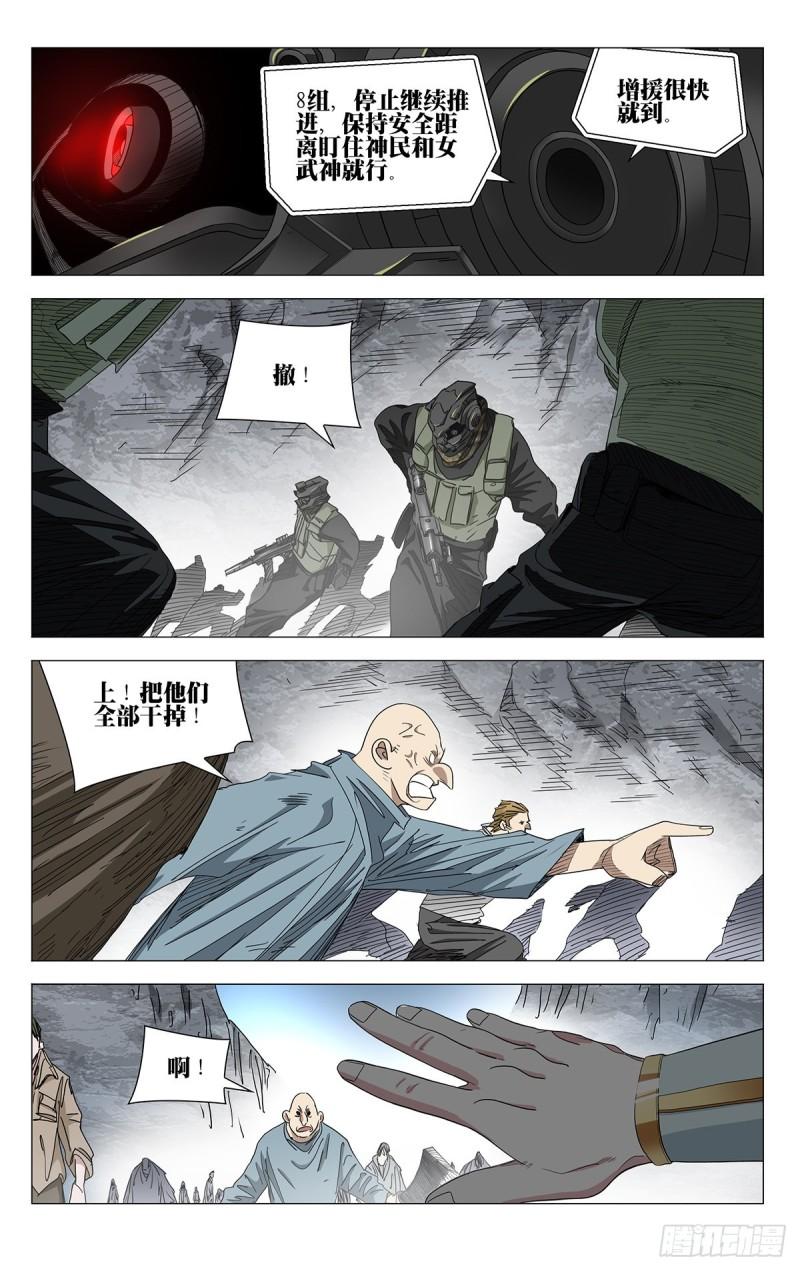 8组，停止继续推
进，保持安全距
离盯住神民和女
武神就行。
增援很快
就到。
撤！
上！把他们
全部干掉！
啊！
腾讯动漫